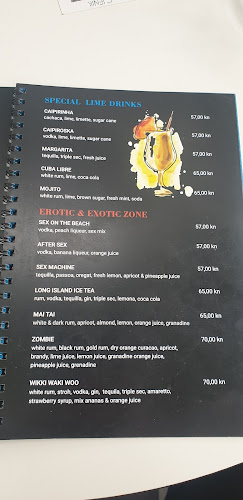 SPECIAL LIME DRINKS
CAIPIRINHA
cachaca, lime, limette, sugar cane
57,00 kn
CAIPIROSKA
vodka, lime, limette, sugar cane
57,00 kn
MARGARITA
tequila, triple sec, fresh juice
57,00 kn
CUBA LIBRE
white rum, lime, coca cola
65,00 kn
MOJITO
white rum, lime, brown sugar, fresh mint, soda
65,00 kn
EROTIC & EXOTIC ZONE
SEX ON THE BEACH
vodka, peach liqueur, sex mix
57,00 kn
AFTER SEX
vodka, banana liqueur, orange juice
57,00 kn
SEX MACHINE
tequilla, passoa, oregat, fresh lemon, apricot & pineapple juice
57,00 kn
LONG ISLAND ICE TEA
rum, vodka, tequilla, gin, triple sec, lemons, coca cola
65,00 kn
MAI TAI
white & dark rum, apricot, almond, lemon, orange juice, granadine
65,00 kn
ZOMBIE
white rum, black rum, gold rum, dry orange curacao, apricot,
brandy, lime juice, lemon juice, granadine orange juice,
pineapple juice, granadine
70,00 kn
WIKKI WAKI WOO
white rum, stroh, vodka, gin, tequila, triple sec, amaretto,
strawberry syrup, mix ananas & orange juice
70,00 kn